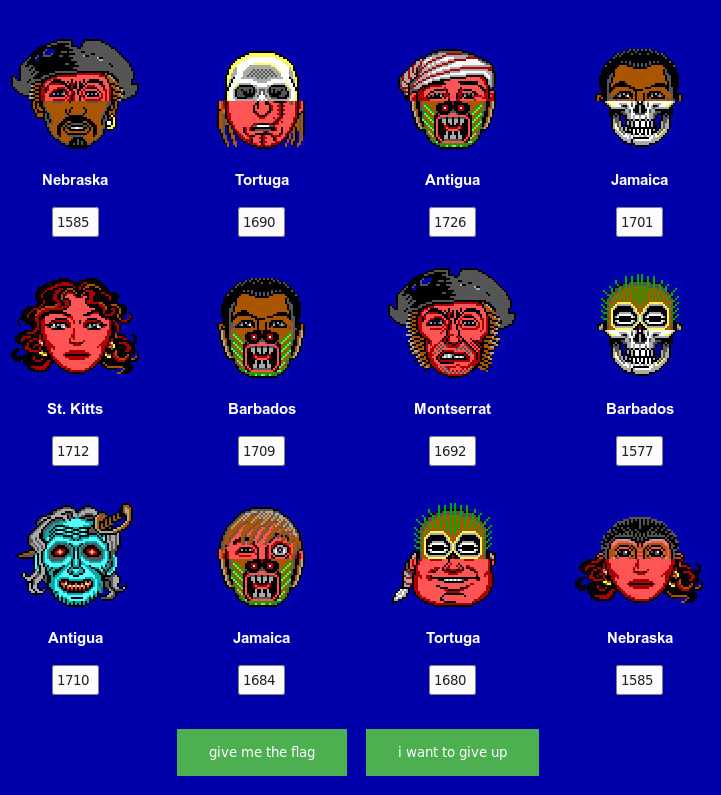 Nebraska Tortuga Antigua Jamaica
1585 1690 1726 1701
St. Kitts Barbados Montserrat Barbados
1712 1709 1692 1577
Antigua Jamaica Tortuga Nebraska
1710 1684 1680 1585
give me the flag i want to give up